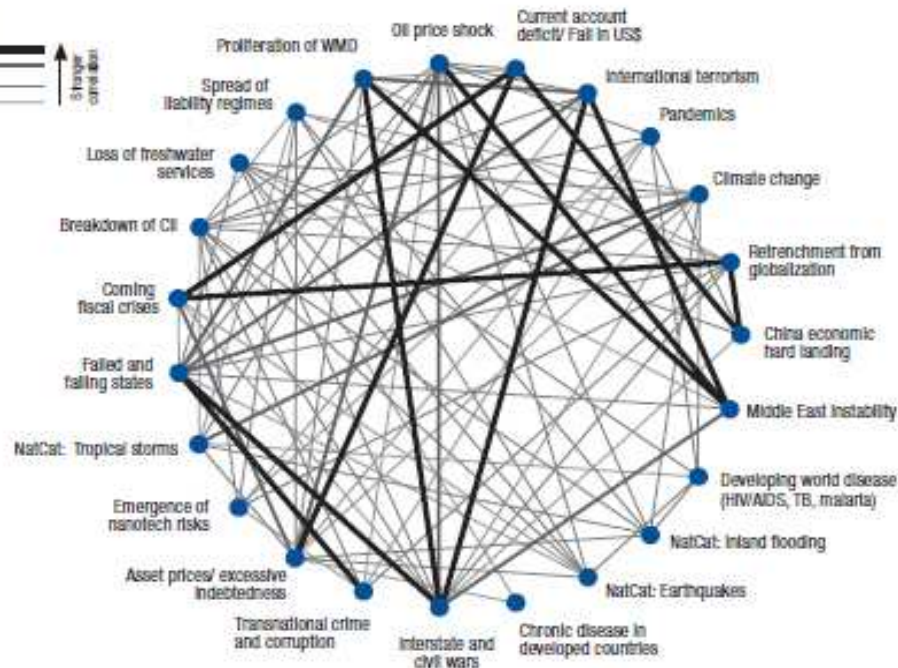 Stronger
correlation
Oil price shock
Current account
deficit/ Fall in US$
Proliferation of WMD
International terrorism
Spread of
liability regimes
Pandemics
Loss of freshwater
services
Climate change
Breakdown of CII
Retrenchment from
globalization
Coming
fiscal crises
China economic
hard landing
Failed and
failing states
Middle East Instability
NatCat: Tropical storms
Developing world disease
(HIV/AIDS, TB, malaria)
Emergence of
nanotech risks
NatCat: Inland flooding
Asset prices/ excessive
indebtedness
NatCat: Earthquakes
Transnational crime
and corruption
Interstate and
civil wars
Chronic disease in
developed countries